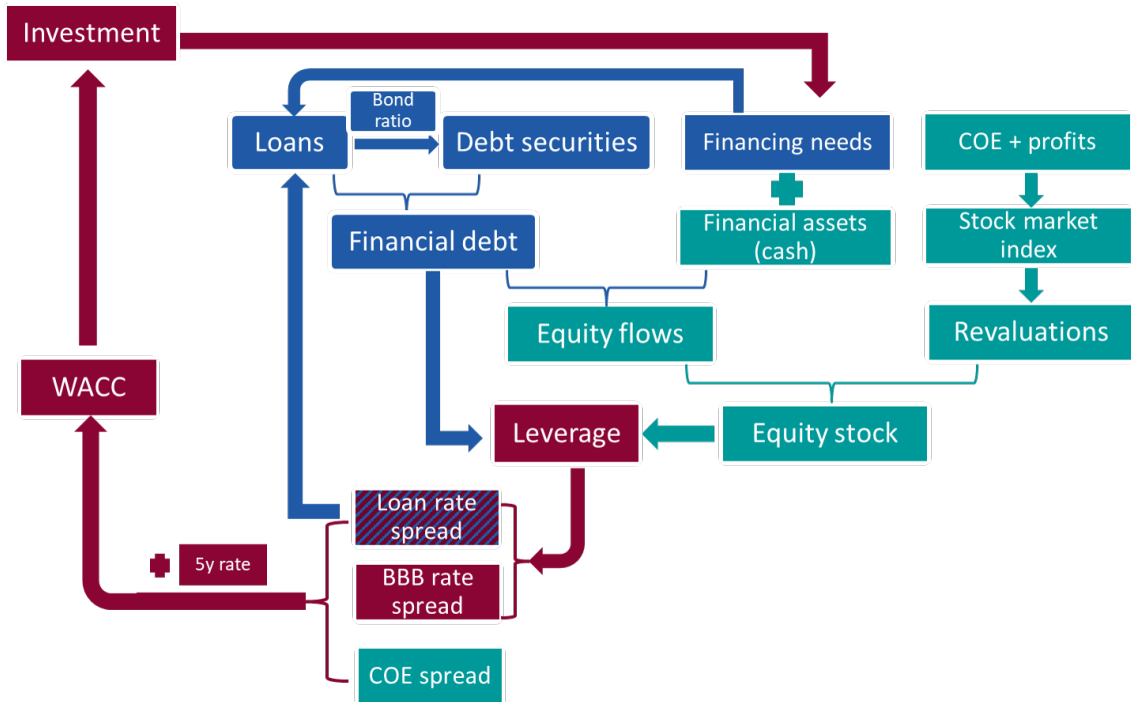 Investment
Bond
ratio
Loans
Debt securities
Financing needs
COE + profits
Financial debt
Financial assets
(cash)
Stock market
index
Equity flows
Revaluations
WACC
Leverage
Equity stock
Loan rate
spread
5y rate
BBB rate
spread
COE spread